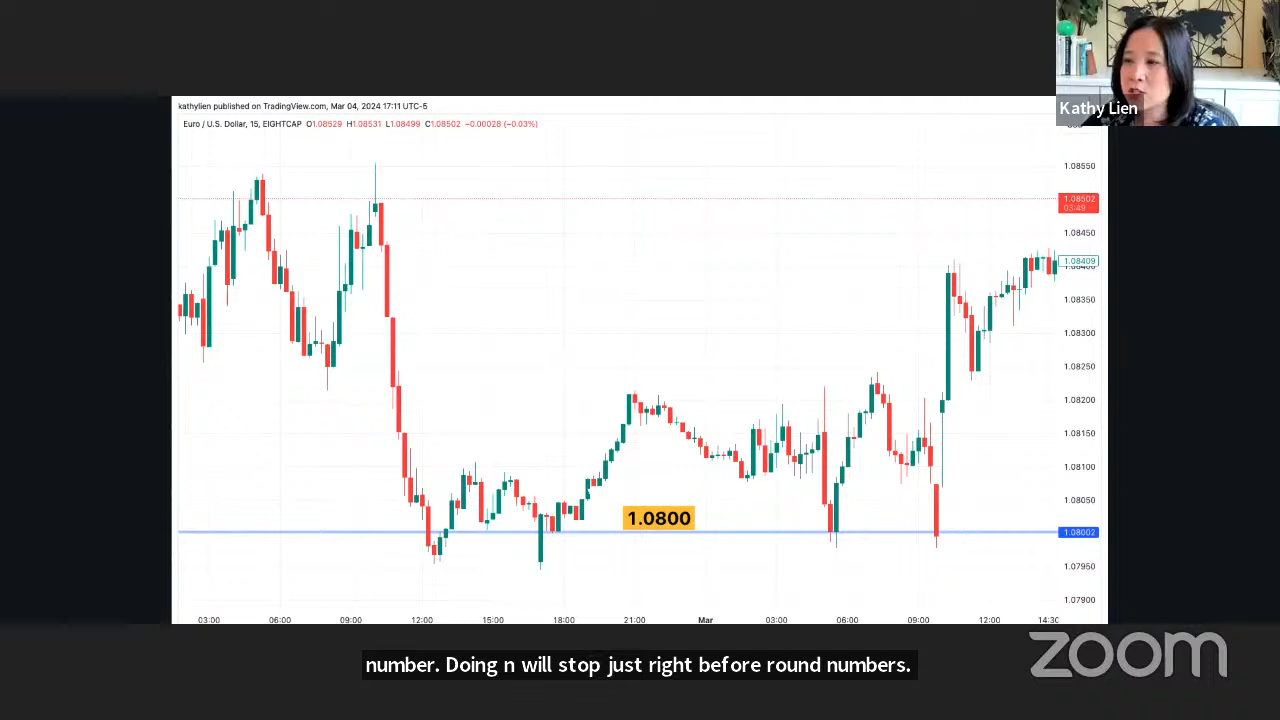 Kathy Lien
kathylien published on TradingView.com, Mar 04, 2024 17:11 UTC-5
Euro / U.S. Dollar, 15, EIGHTCAP O1.08529 H1.08531 L1.08499 C1.08502 −0.00028 (−0.03%)
1.08550
1.08502
03:49
1.08450
1.08409
1.08400
1.08350
1.08300
1.08250
1.08200
1.08150
1.08100
1.08050
1.0800
1.08002
1.07950
1.07900
03:00 06:00 09:00 12:00 15:00 18:00 21:00 Mar 03:00 06:00 09:00 12:00 14:30
number. Doing n will stop just right before round numbers.
zoom